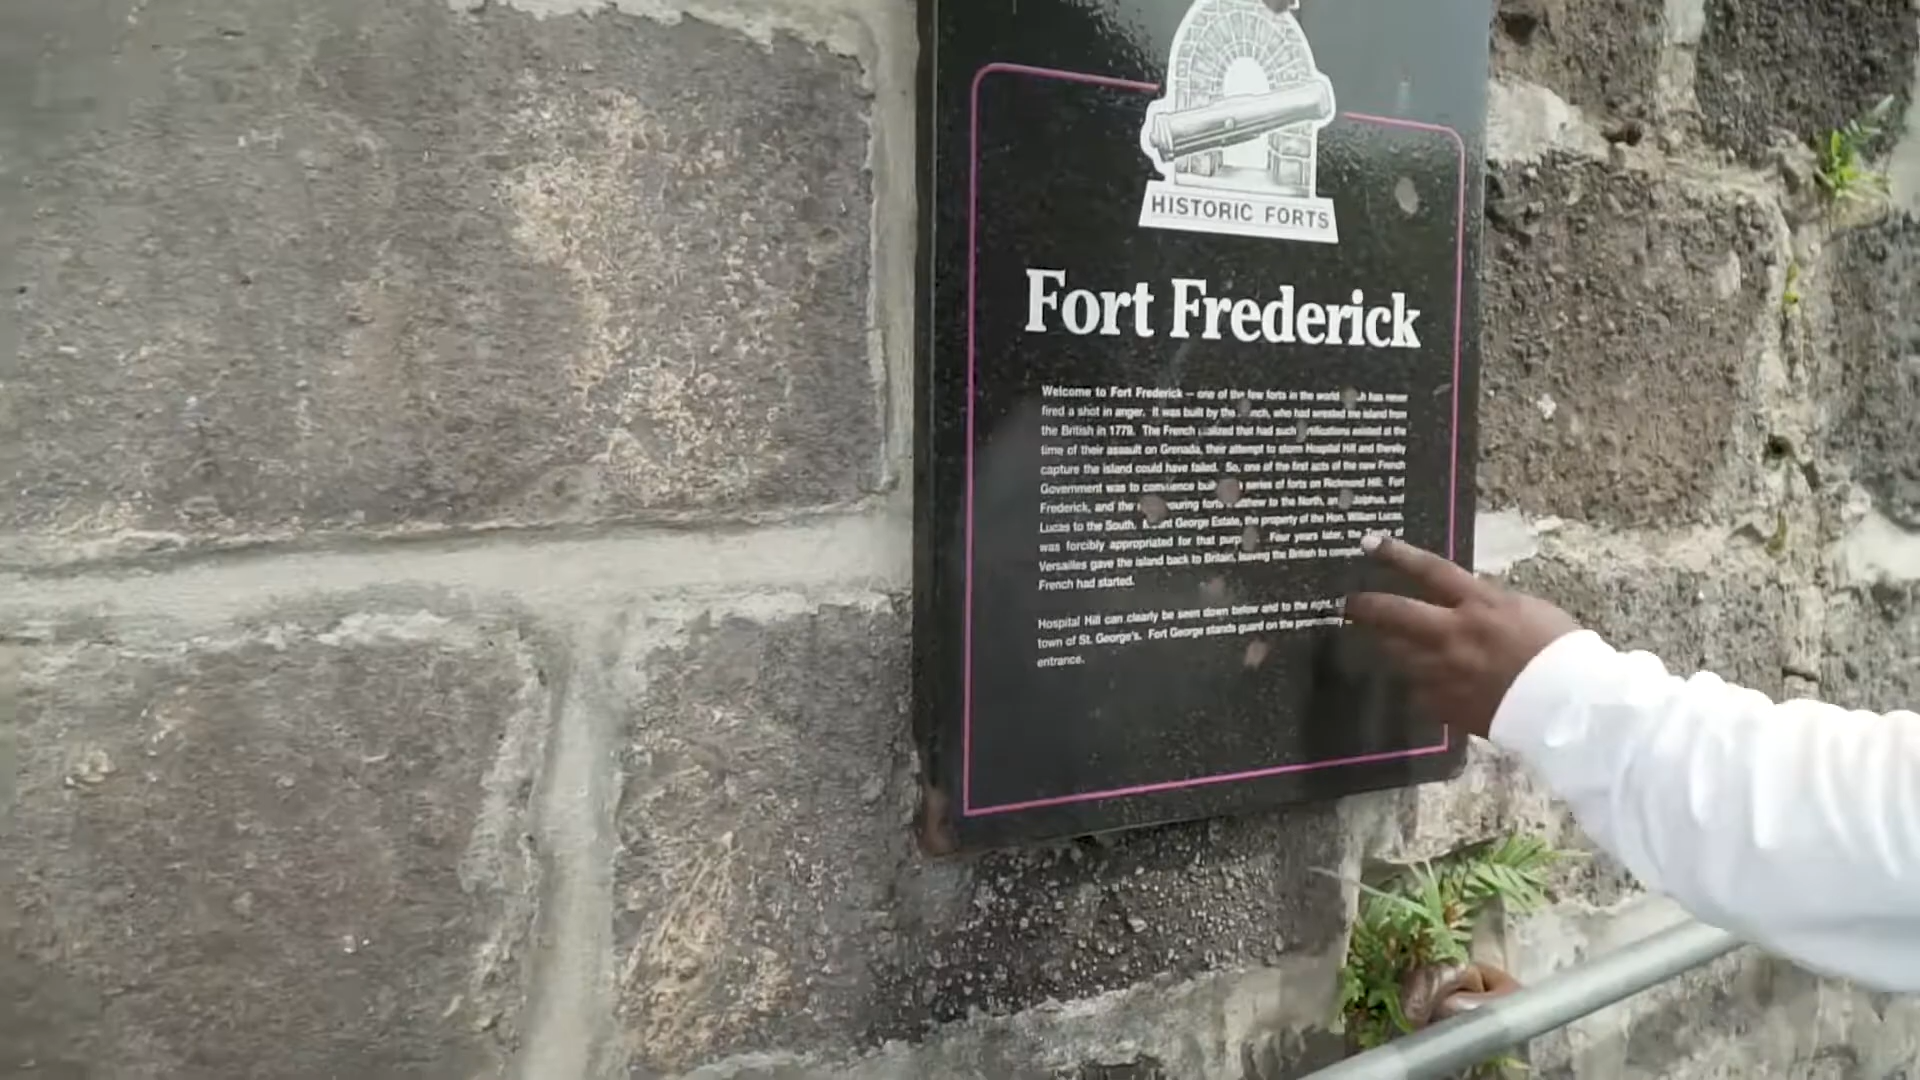 HISTORIC FORTS
Fort Frederick
Welcome to Fort Frederick — one of the few forts in the world has never
fired a shot in anger. It was built by the who had wrested the island from
the British in 1779. The French realized that had such fortifications existed at the
time of their assault on Grenada, their attempt to storm Hospital Hill and thereby
capture the island could have failed. So, one of the first acts of the new French
Government was to commence series of forts on Richmond Hill: Fort
Frederick, and the forts to the North, and
Lucas to the South. Mount George Estate, the property of the Hon. William Lucas,
was forcibly appropriated for that Four years later, the Treaty of
Versailles gave the island back to Britain, leaving the British to
French had started.
Hospital Hill can clearly be seen down below and to the right,
town of St. George's. Fort George stands guard on the promontory
entrance.